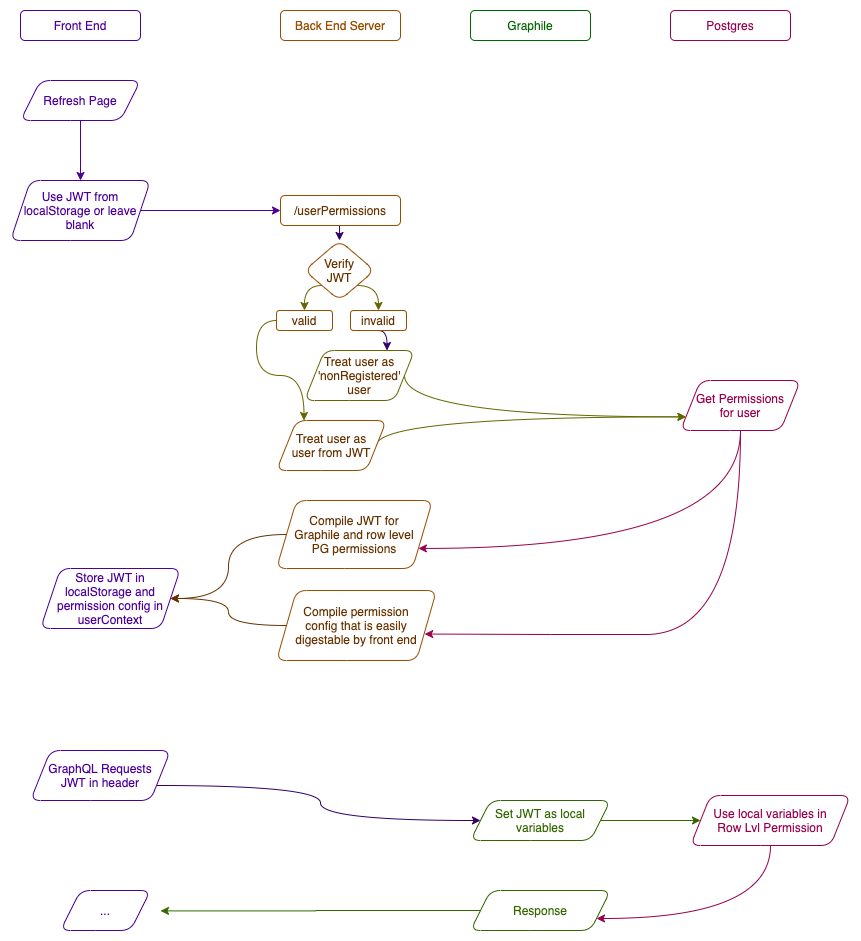 Front End
Back End Server
Graphile
Postgres
Refresh Page
Use JWT from
localStorage or leave
blank
/userPermissions
Verify
JWT
valid
invalid
Treat user as
'nonRegistered'
user
Get Permissions
for user
Treat user as
user from JWT
Compile JWT for
Graphile and row level
PG permissions
Store JWT in
localStorage and
permission config in
userContext
Compile permission
config that is easily
digestable by front end
GraphQL Requests
JWT in header
Set JWT as local
variables
Use local variables in
Row Lvl Permission
...
Response